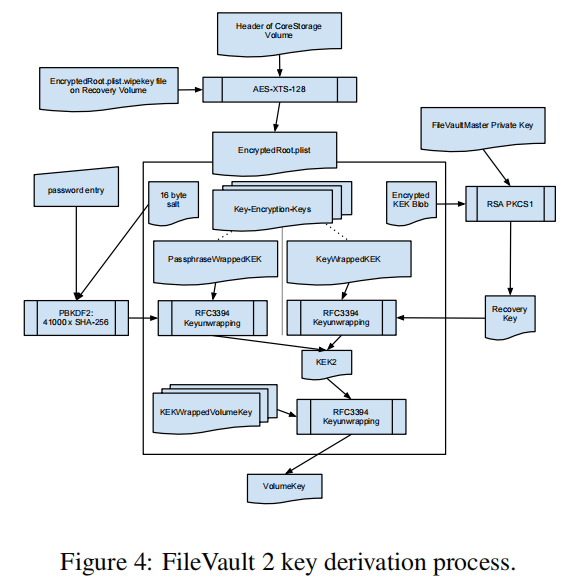 Header of CoreStorage
Volume
EncryptedRoot.plist.wipekey file
on Recovery Volume
AES-XTS-128
FileVaultMaster Private Key
EncryptedRoot.plist
password entry
16 byte
salt
Key-Encryption-Keys
Encrypted
KEK Blob
RSA PKCS1
PassphraseWrappedKEK
KeyWrappedKEK
PBKDF2:
41000 x SHA-256
RFC3394
Keyunwrapping
RFC3394
Keyunwrapping
Recovery
Key
KEK2
KEKWrappedVolumeKey
RFC3394
Keyunwrapping
VolumeKey
Figure 4: FileVault 2 key derivation process.